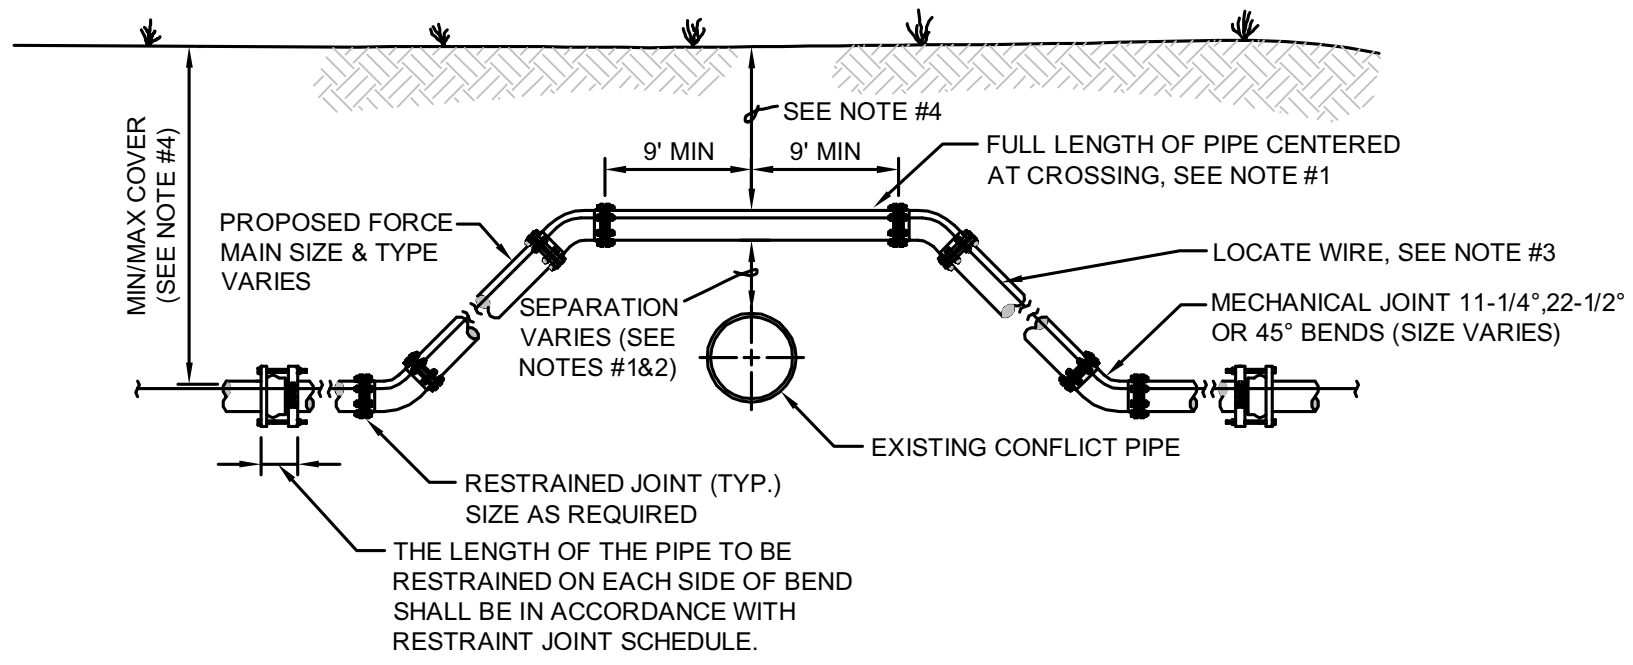 SEE NOTE #4
9' MIN
9' MIN
FULL LENGTH OF PIPE CENTERED
AT CROSSING, SEE NOTE #1
MIN/MAX COVER
(SEE NOTE #4)
PROPOSED FORCE
MAIN SIZE & TYPE
VARIES
LOCATE WIRE, SEE NOTE #3
SEPARATION
VARIES (SEE
NOTES #1&2)
MECHANICAL JOINT 11-1/4°,22-1/2°
OR 45° BENDS (SIZE VARIES)
EXISTING CONFLICT PIPE
RESTRAINED JOINT (TYP.)
SIZE AS REQUIRED
THE LENGTH OF THE PIPE TO BE
RESTRAINED ON EACH SIDE OF BEND
SHALL BE IN ACCORDANCE WITH
RESTRAINT JOINT SCHEDULE.